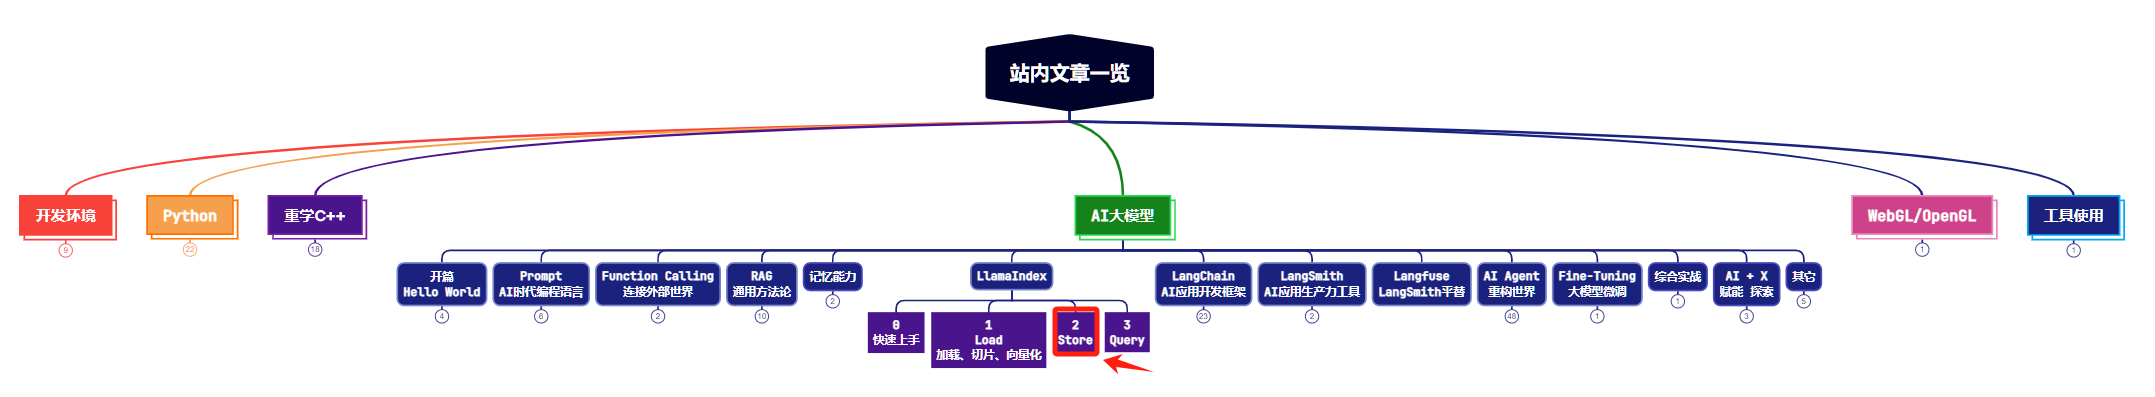 站内文章一览
开发环境
9
Python
22
重学C++
18
AI大模型
WebGL/OpenGL
1
工具使用
1
开篇
Hello World
4
Prompt
AI时代编程语言
6
Function Calling
连接外部世界
2
RAG
通用方法论
10
记忆能力
2
LlamaIndex
0
快速上手
1
Load
加载、切片、向量化
2
Store
3
Query
LangChain
AI应用开发框架
23
LangSmith
AI应用生产力工具
2
Langfuse
LangSmith平替
AI Agent
重构世界
48
Fine-Tuning
大模型微调
1
综合实战
1
AI + X
赋能 探索
3
其它
5